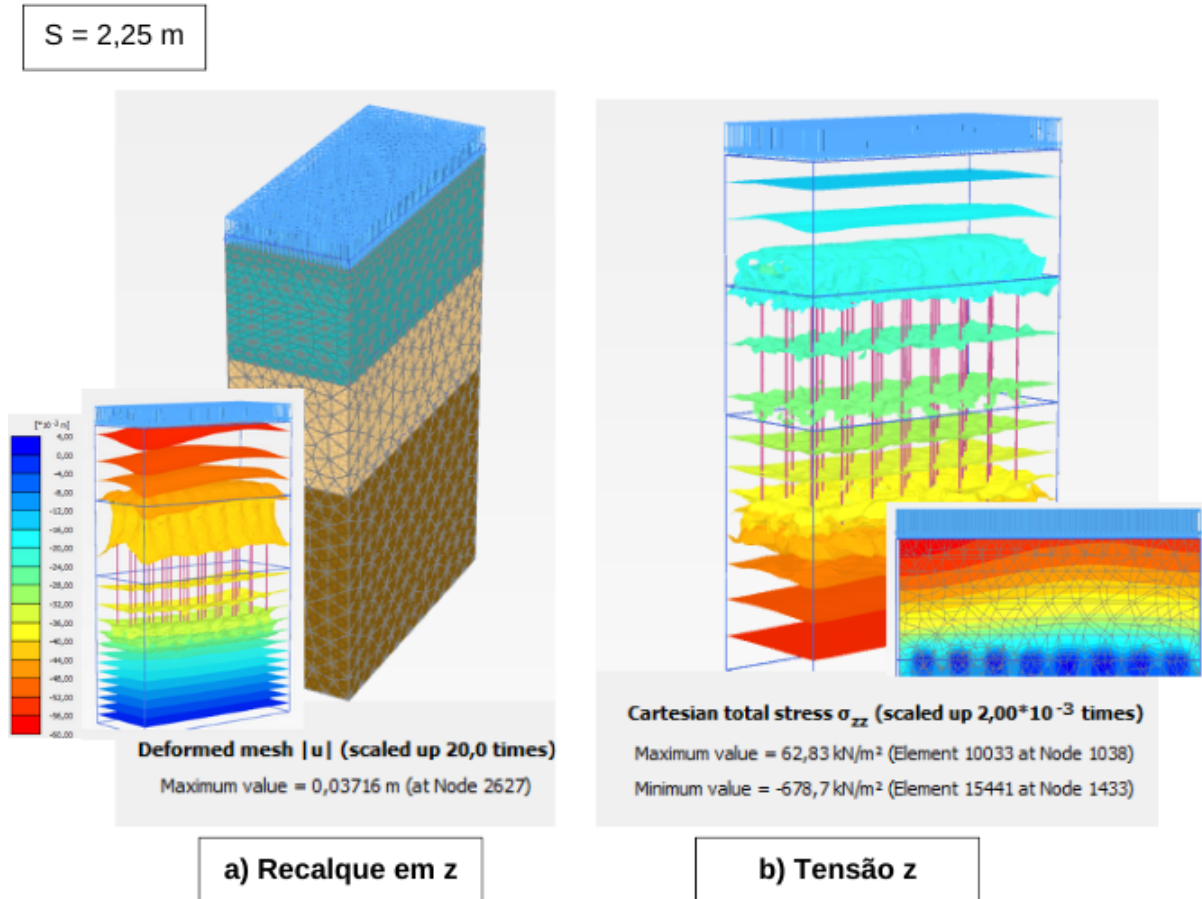 S = 2,25 m
[*10⁻³ m]
4,00
0,00
-4,00
-8,00
-12,00
-16,00
-20,00
-24,00
-28,00
-32,00
-36,00
-40,00
-44,00
-48,00
-52,00
-56,00
-60,00
Deformed mesh |u| (scaled up 20,0 times)
Maximum value = 0,03716 m (at Node 2627)
Cartesian total stress σzz (scaled up 2,00*10⁻³ times)
Maximum value = 62,83 kN/m² (Element 10033 at Node 1038)
Minimum value = -678,7 kN/m² (Element 15441 at Node 1433)
a) Recalque em z
b) Tensão z